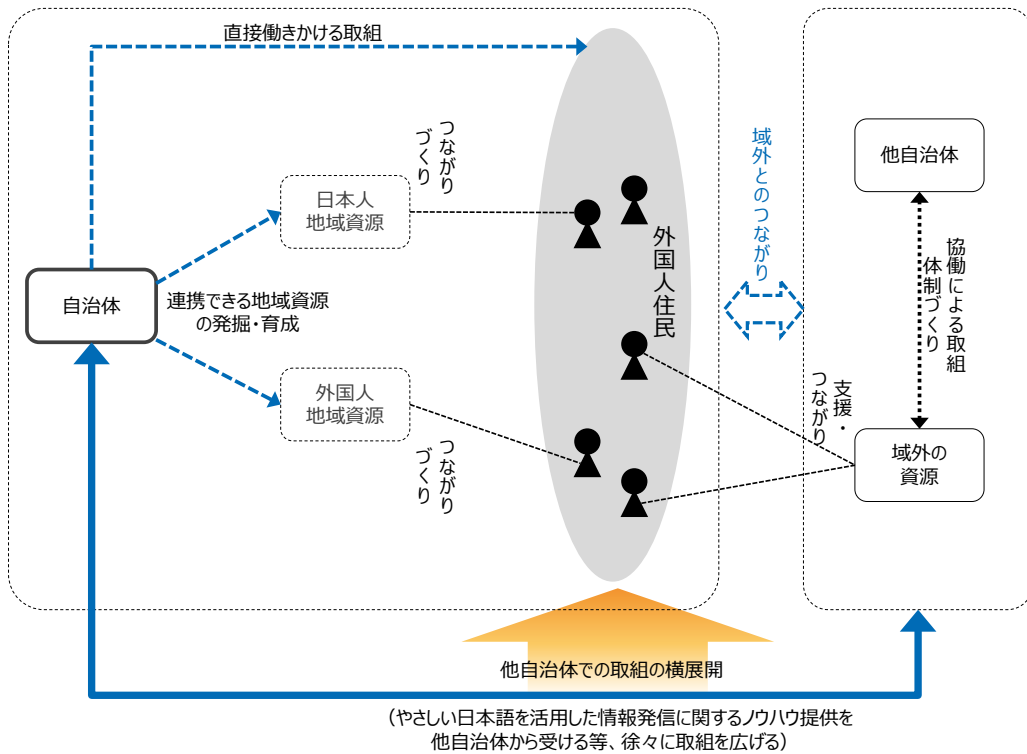 直接働きかける取組
つながり
づくり
日本人
地域資源
自治体
連携できる地域資源
の発掘・育成
外国人
地域資源
つながり
づくり
外国人住民
域外とのつながり
他自治体
協働による取組
体制づくり
支援・
つながり
域外の
資源
他自治体での取組の横展開
(やさしい日本語を活用した情報発信に関するノウハウ提供を
他自治体から受ける等、徐々に取組を広げる)